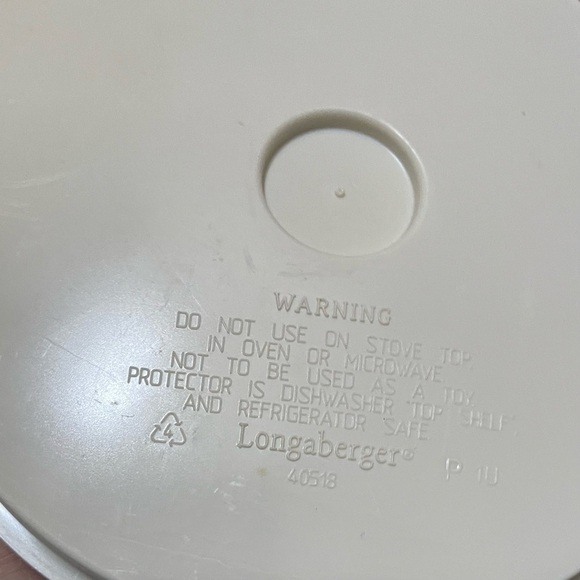 WARNING
DO NOT USE ON STOVE TOP
IN OVEN OR MICROWAVE
NOT TO BE USED AS A TOY
PROTECTOR IS DISHWASHER TOP SHELF
AND REFRIGERATOR SAFE
4 Longaberger® P 1U
40518